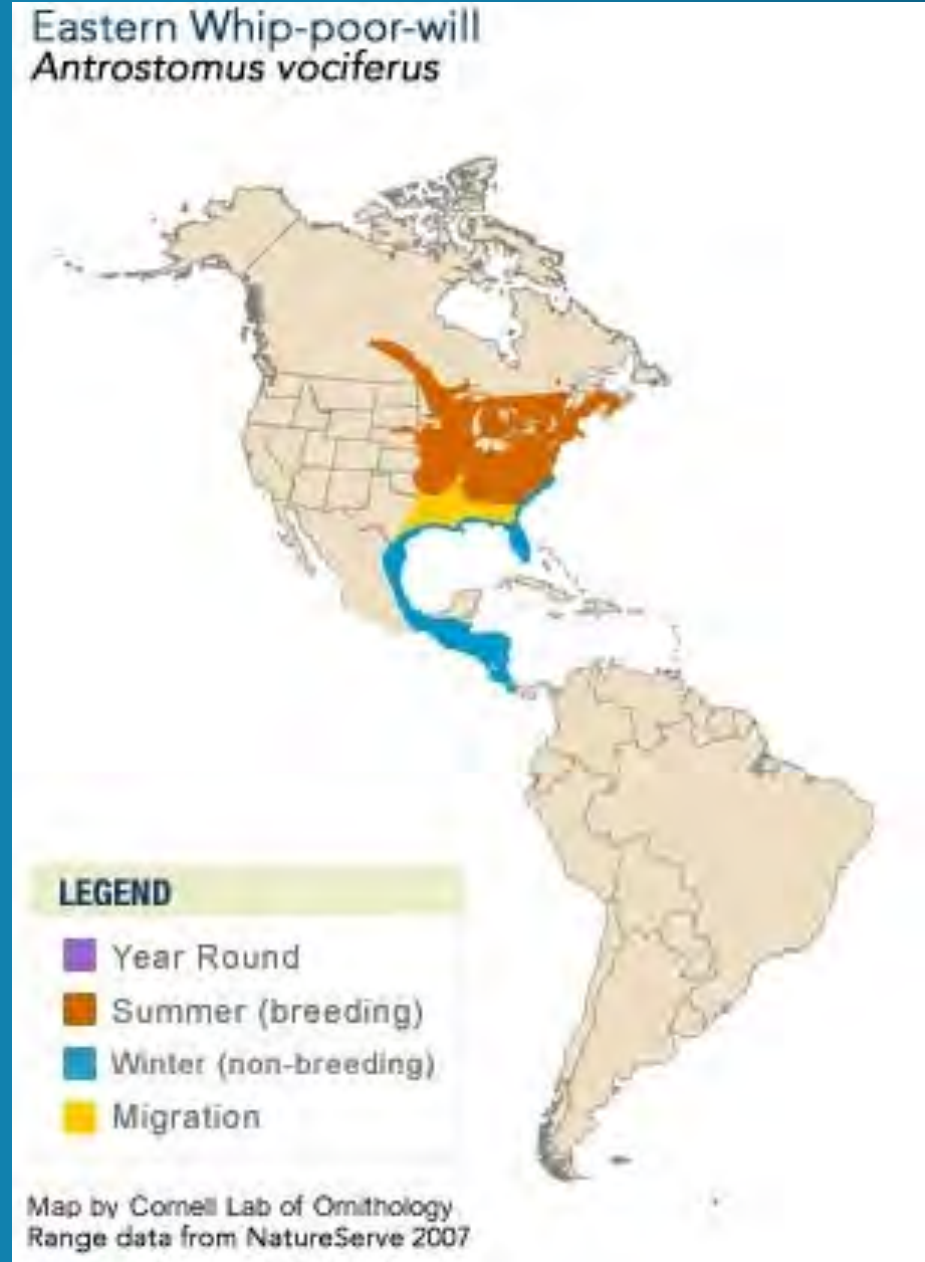 Eastern Whip-poor-will
Antrostomus vociferus
LEGEND
Year Round
Summer (breeding)
Winter (non-breeding)
Migration
Map by Cornell Lab of Ornithology
Range data from NatureServe 2007